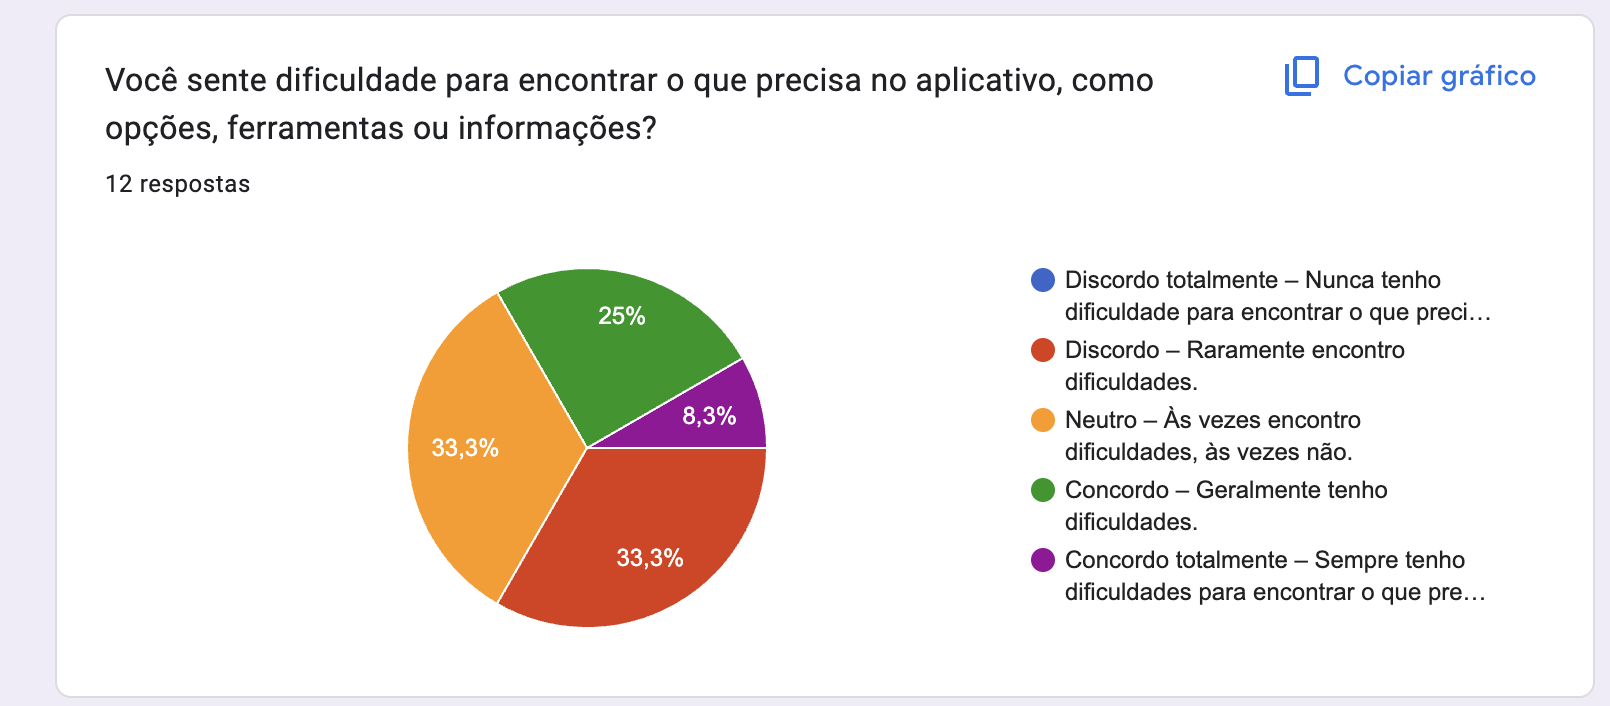 Você sente dificuldade para encontrar o que precisa no aplicativo, como
opções, ferramentas ou informações?
Copiar gráfico
12 respostas
25%
8,3%
33,3%
33,3%
Discordo totalmente – Nunca tenho
dificuldade para encontrar o que preci…
Discordo – Raramente encontro
dificuldades.
Neutro – Às vezes encontro
dificuldades, às vezes não.
Concordo – Geralmente tenho
dificuldades.
Concordo totalmente – Sempre tenho
dificuldades para encontrar o que pre…